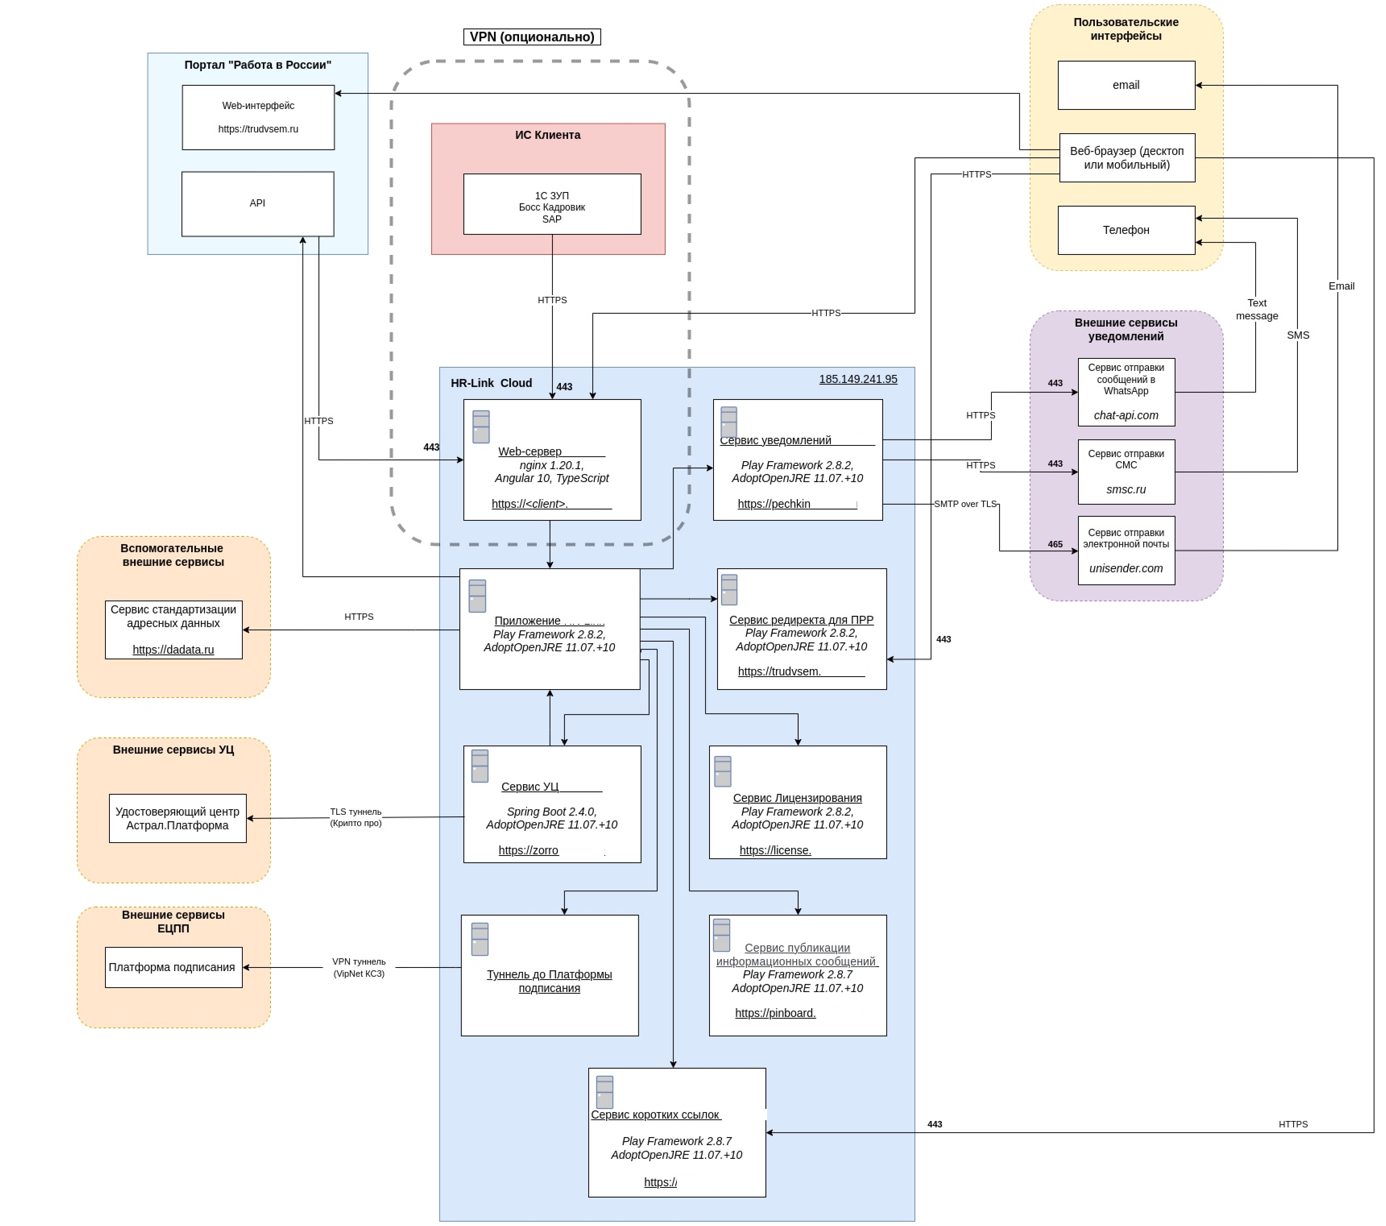 VPN (опционально)
Портал "Работа в России"
Web-интерфейс
https://trudvsem.ru
API
ИС Клиента
1С ЗУП
Босс Кадровик
SAP
Пользовательские
интерфейсы
email
Веб-браузер (десктоп
или мобильный)
Телефон
HTTPS
HTTPS
HTTPS
HTTPS
443
443
Text
message
SMS
Email
Внешние сервисы
уведомлений
Сервис отправки
сообщений в
WhatsApp
chat-api.com
Сервис отправки
СМС
smsc.ru
Сервис отправки
электронной почты
unisender.com
443
HTTPS
443
HTTPS
465
SMTP over TLS
HR-Link Cloud
185.149.241.95
Web-сервер
nginx 1.20.1,
Angular 10, TypeScript
https://<client>.
Сервис уведомлений
Play Framework 2.8.2,
AdoptOpenJRE 11.07.+10
https://pechkin
Вспомогательные
внешние сервисы
Сервис стандартизации
адресных данных
https://dadata.ru
HTTPS
Приложение
Play Framework 2.8.2,
AdoptOpenJRE 11.07.+10
Сервис редиректа для ПРР
Play Framework 2.8.2,
AdoptOpenJRE 11.07.+10
https://trudvsem.
443
Внешние сервисы УЦ
Удостоверяющий центр
Астрал.Платформа
TLS туннель
(Крипто про)
Сервис УЦ
Spring Boot 2.4.0,
AdoptOpenJRE 11.07.+10
https://zorro
Сервис Лицензирования
Play Framework 2.8.2,
AdoptOpenJRE 11.07.+10
https://license.
Внешние сервисы
ЕЦПП
Платформа подписания
VPN туннель
(VipNet КС3)
Туннель до Платформы
подписания
Сервис публикации
информационных сообщений
Play Framework 2.8.7
AdoptOpenJRE 11.07.+10
https://pinboard.
Сервис коротких ссылок
Play Framework 2.8.7
AdoptOpenJRE 11.07.+10
https://
443
HTTPS